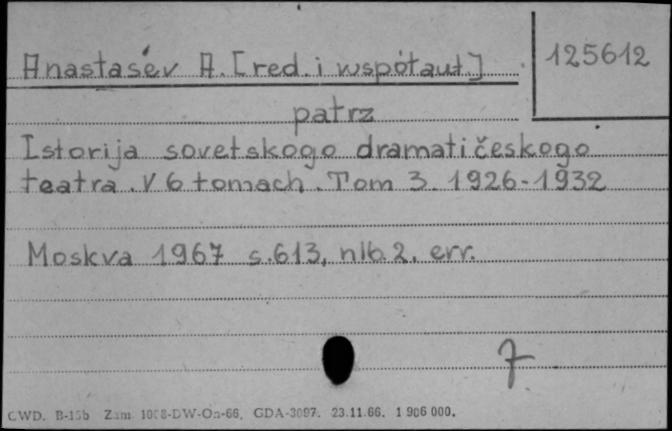 Anastasév A. [red. i współaut.]
125612
patrz
Istorija sovetskogo dramatičeskogo
teatra. V 6 tomach. Tom 3. 1926-1932
Moskva 1967 s. 613, nlb. 2. err.
7
CWD. B-15b Zam. 1008-DW-On-66. GDA-3097. 23.11.66. 1 906 000.